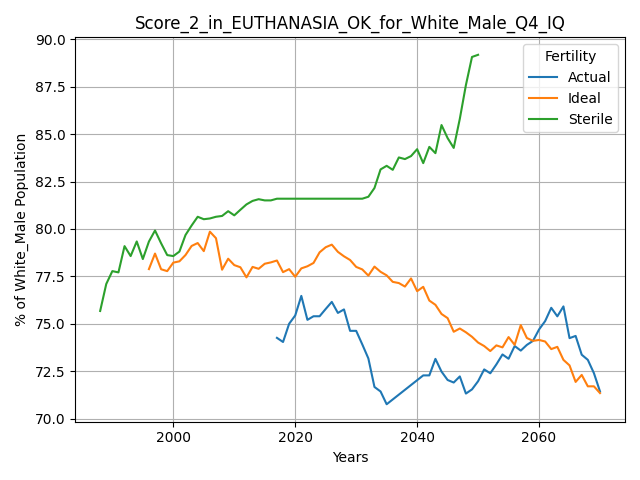 Score_2_in_EUTHANASIA_OK_for_White_Male_Q4_IQ
% of White_Male Population
90.0
87.5
85.0
82.5
80.0
77.5
75.0
72.5
70.0
Fertility
Actual
Ideal
Sterile
2000
2020
2040
2060
Years